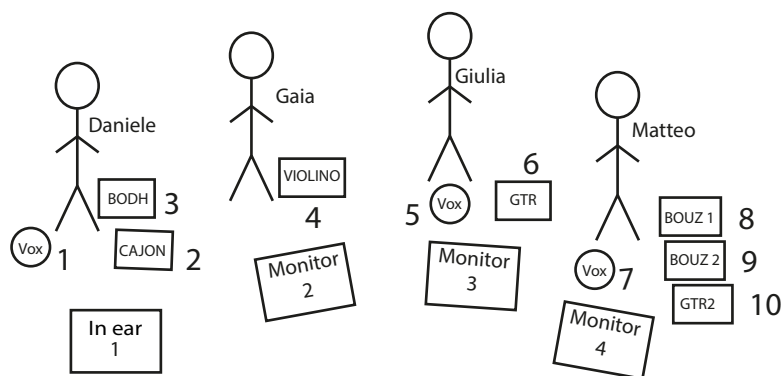 Daniele
BODH
3
Vox
1
CAJON
2
In ear
1
Gaia
VIOLINO
4
Monitor
2
Giulia
6
5
Vox
GTR
Monitor
3
Matteo
BOUZ 1
8
BOUZ 2
9
Vox
7
GTR2
10
Monitor
4